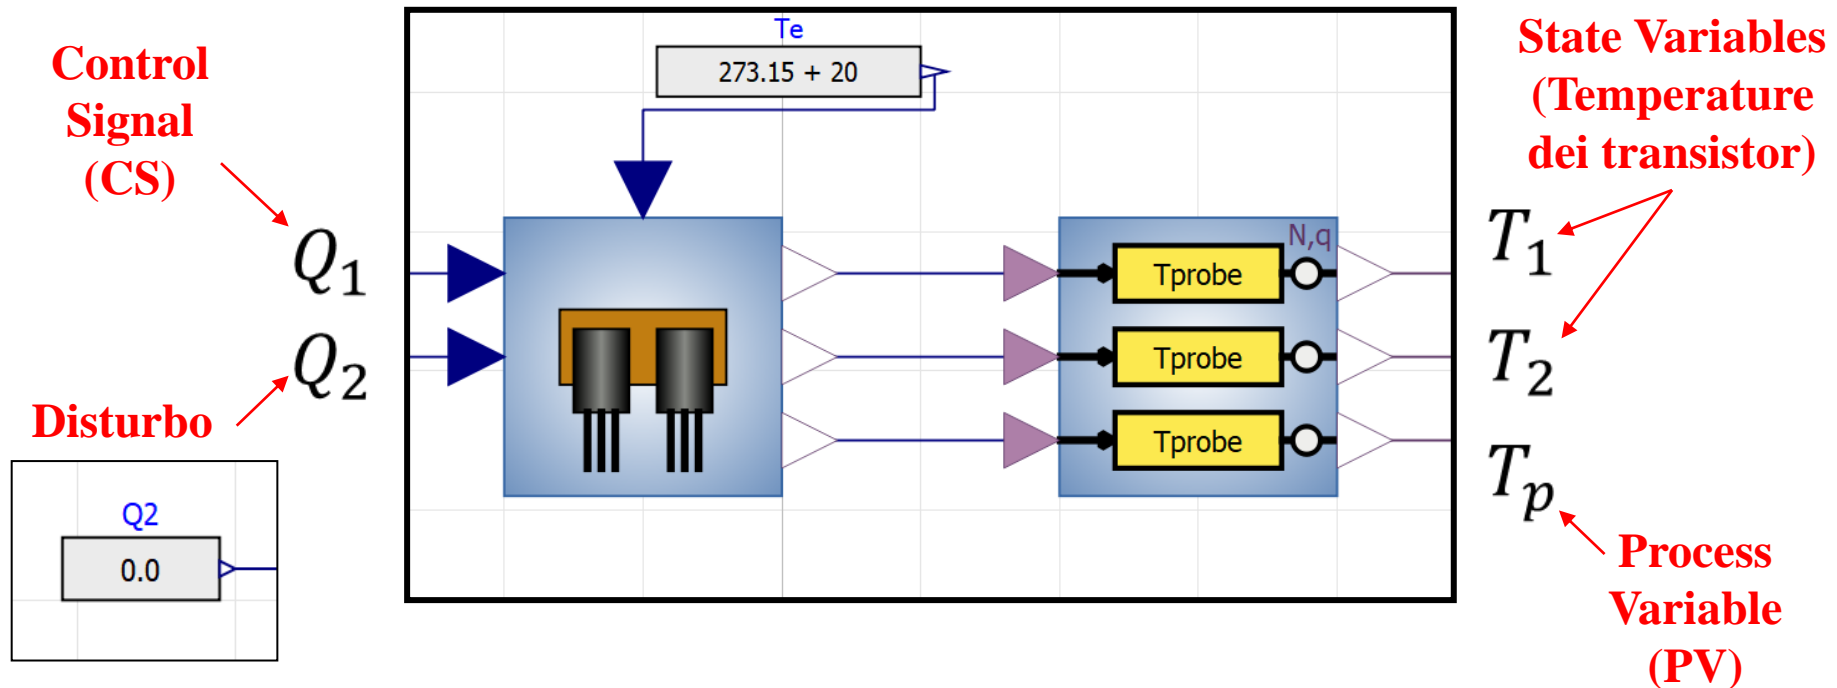 Control
Signal
(CS)
Te
273.15 + 20
State Variables
(Temperature
dei transistor)
Q1
Q2
N,q
Tprobe
Tprobe
Tprobe
T1
T2
Tp
Disturbo
Q2
0.0
Process
Variable
(PV)